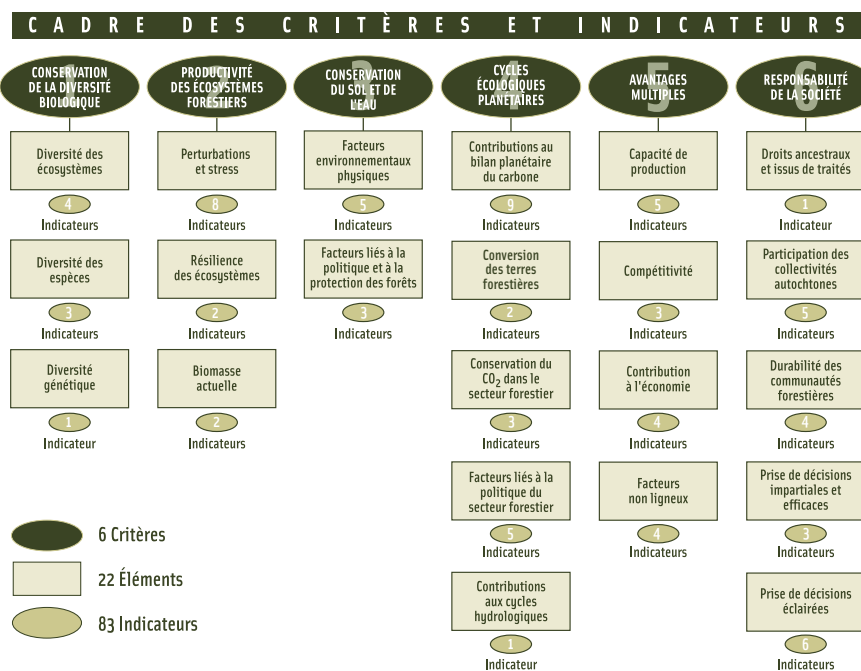 CADRE DES CRITÈRES ET INDICATEURS
1
CONSERVATION
DE LA DIVERSITÉ
BIOLOGIQUE
Diversité des
écosystèmes
4
Indicateurs
Diversité des
espèces
3
Indicateurs
Diversité
génétique
1
Indicateur
2
PRODUCTIVITÉ
DES ÉCOSYSTÈMES
FORESTIERS
Perturbations
et stress
8
Indicateurs
Résilience
des écosystèmes
2
Indicateurs
Biomasse
actuelle
2
Indicateurs
3
CONSERVATION
DU SOL ET DE
L'EAU
Facteurs
environnementaux
physiques
5
Indicateurs
Facteurs liés à la
politique et à la
protection des forêts
3
Indicateurs
4
CYCLES
ÉCOLOGIQUES
PLANÉTAIRES
Contributions au
bilan planétaire
du carbone
9
Indicateurs
Conversion
des terres
forestières
2
Indicateurs
Conservation du
CO2 dans le
secteur forestier
3
Indicateurs
Facteurs liés à la
politique du
secteur forestier
5
Indicateurs
Contributions
aux cycles
hydrologiques
1
Indicateur
5
AVANTAGES
MULTIPLES
Capacité de
production
5
Indicateurs
Compétitivité
3
Indicateurs
Contribution
à l'économie
4
Indicateurs
Facteurs
non ligneux
4
Indicateurs
6
RESPONSABILITÉ
DE LA SOCIÉTÉ
Droits ancestraux
et issus de traités
1
Indicateur
Participation des
collectivités
autochtones
5
Indicateurs
Durabilité des
communautés
forestières
4
Indicateurs
Prise de décisions
impartiales et
efficaces
3
Indicateurs
Prise de décisions
éclairées
6
Indicateurs
6 Critères
22 Éléments
83 Indicateurs